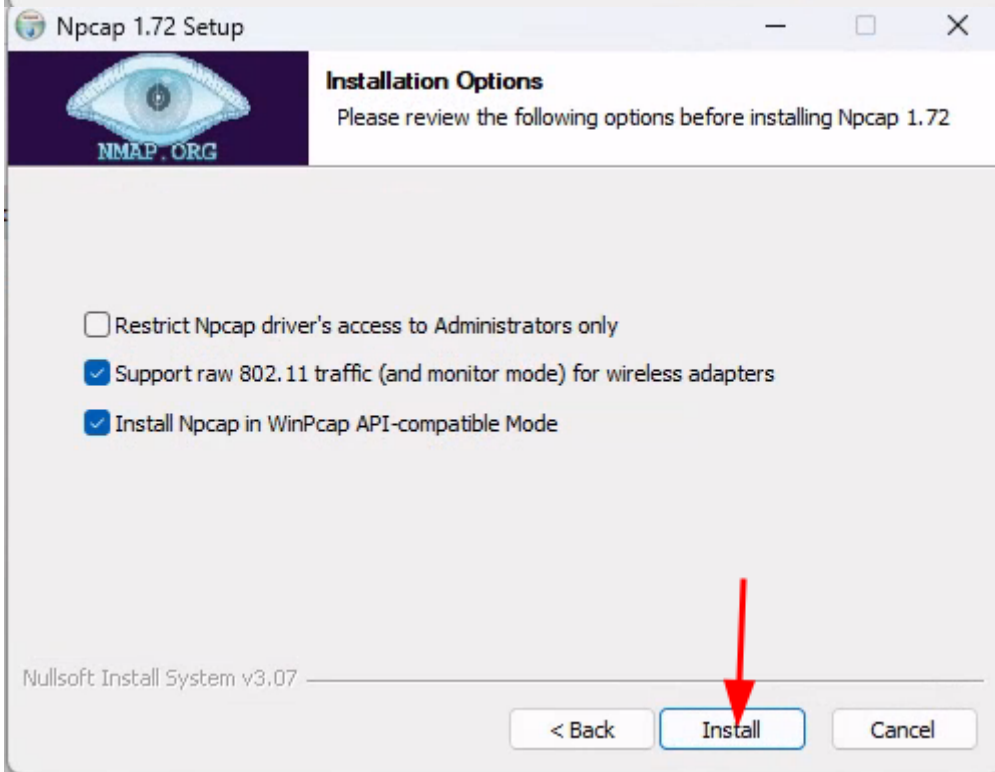 Npcap 1.72 Setup
NMAP.ORG
Installation Options
Please review the following options before installing Npcap 1.72
Restrict Npcap driver's access to Administrators only
Support raw 802.11 traffic (and monitor mode) for wireless adapters
Install Npcap in WinPcap API-compatible Mode
Nullsoft Install System v3.07
< Back
Install
Cancel